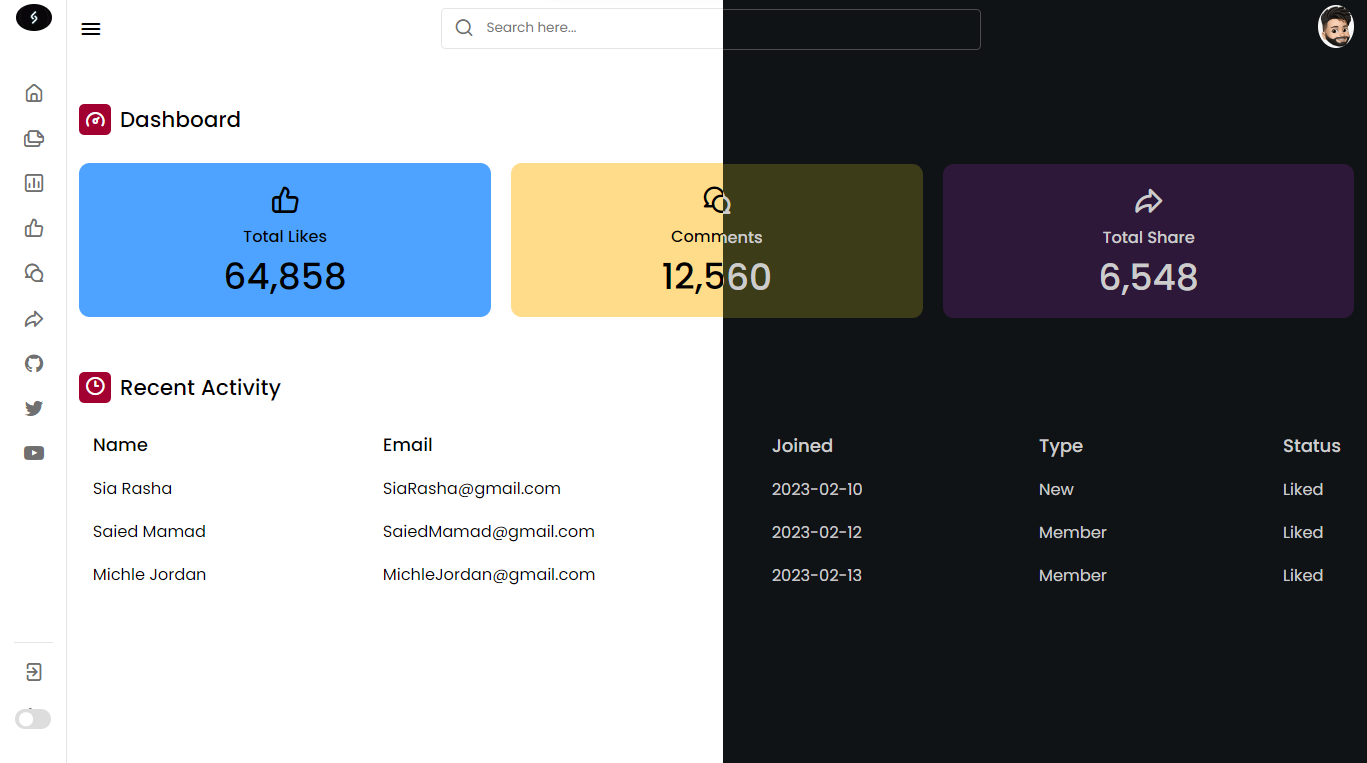 Search here...
Dashboard
Total Likes
64,858
Comments
12,560
Total Share
6,548
Recent Activity
Name Email Joined Type Status
Sia Rasha SiaRasha@gmail.com 2023-02-10 New Liked
Saied Mamad SaiedMamad@gmail.com 2023-02-12 Member Liked
Michle Jordan MichleJordan@gmail.com 2023-02-13 Member Liked